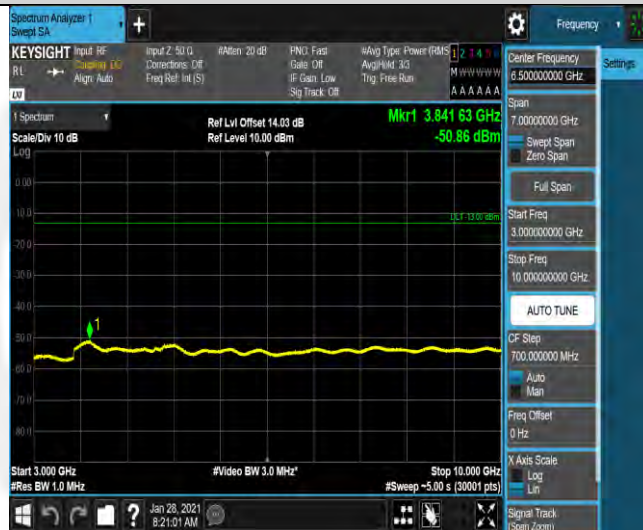 Spectrum Analyzer 1
Swept SA
+
Frequency
KEYSIGHT
RL
LXI
Input: RF
Coupling: DC
Align: Auto
Input Z: 50 Ω
Corrections: Off
Freq Ref: Int (S)
#Atten: 20 dB
PNO: Fast
Gate: Off
IF Gain: Low
Sig Track: Off
#Avg Type: Power (RMS
Avg|Hold: 3/3
Trig: Free Run
1 2 3 4 5 6
M W W W W W
A A A A A A
1 Spectrum
Scale/Div 10 dB
Log
Ref Lvl Offset 14.03 dB
Ref Level 10.00 dBm
Mkr1 3.841 63 GHz
-50.86 dBm
0.00
-10.0
-20.0
-30.0
-40.0
-50.0
-60.0
-70.0
-80.0
DL1 -13.00 dBm
1
Start 3.000 GHz
#Res BW 1.0 MHz
#Video BW 3.0 MHz*
Stop 10.000 GHz
#Sweep ~5.00 s (30001 pts)
?
Jan 28, 2021
8:21:01 AM
Center Frequency
6.500000000 GHz
Settings
Span
7.00000000 GHz
Swept Span
Zero Span
Full Span
Start Freq
3.000000000 GHz
Stop Freq
10.000000000 GHz
AUTO TUNE
CF Step
700.000000 MHz
Auto
Man
Freq Offset
0 Hz
X Axis Scale
Log
Lin
Signal Track
(Span Zoom)